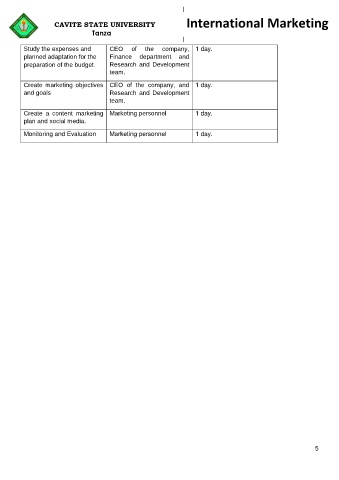 CAVITE STATE UNIVERSITY
Tanza
International Marketing
Study the expenses and
planned adaptation for the
preparation of the budget.
CEO of the company,
Finance department and
Research and Development
team.
1 day.
Create marketing objectives
and goals
CEO of the company, and
Research and Development
team.
1 day.
Create a content marketing
plan and social media.
Marketing personnel
1 day.
Monitoring and Evaluation
Marketing personnel
1 day.
5